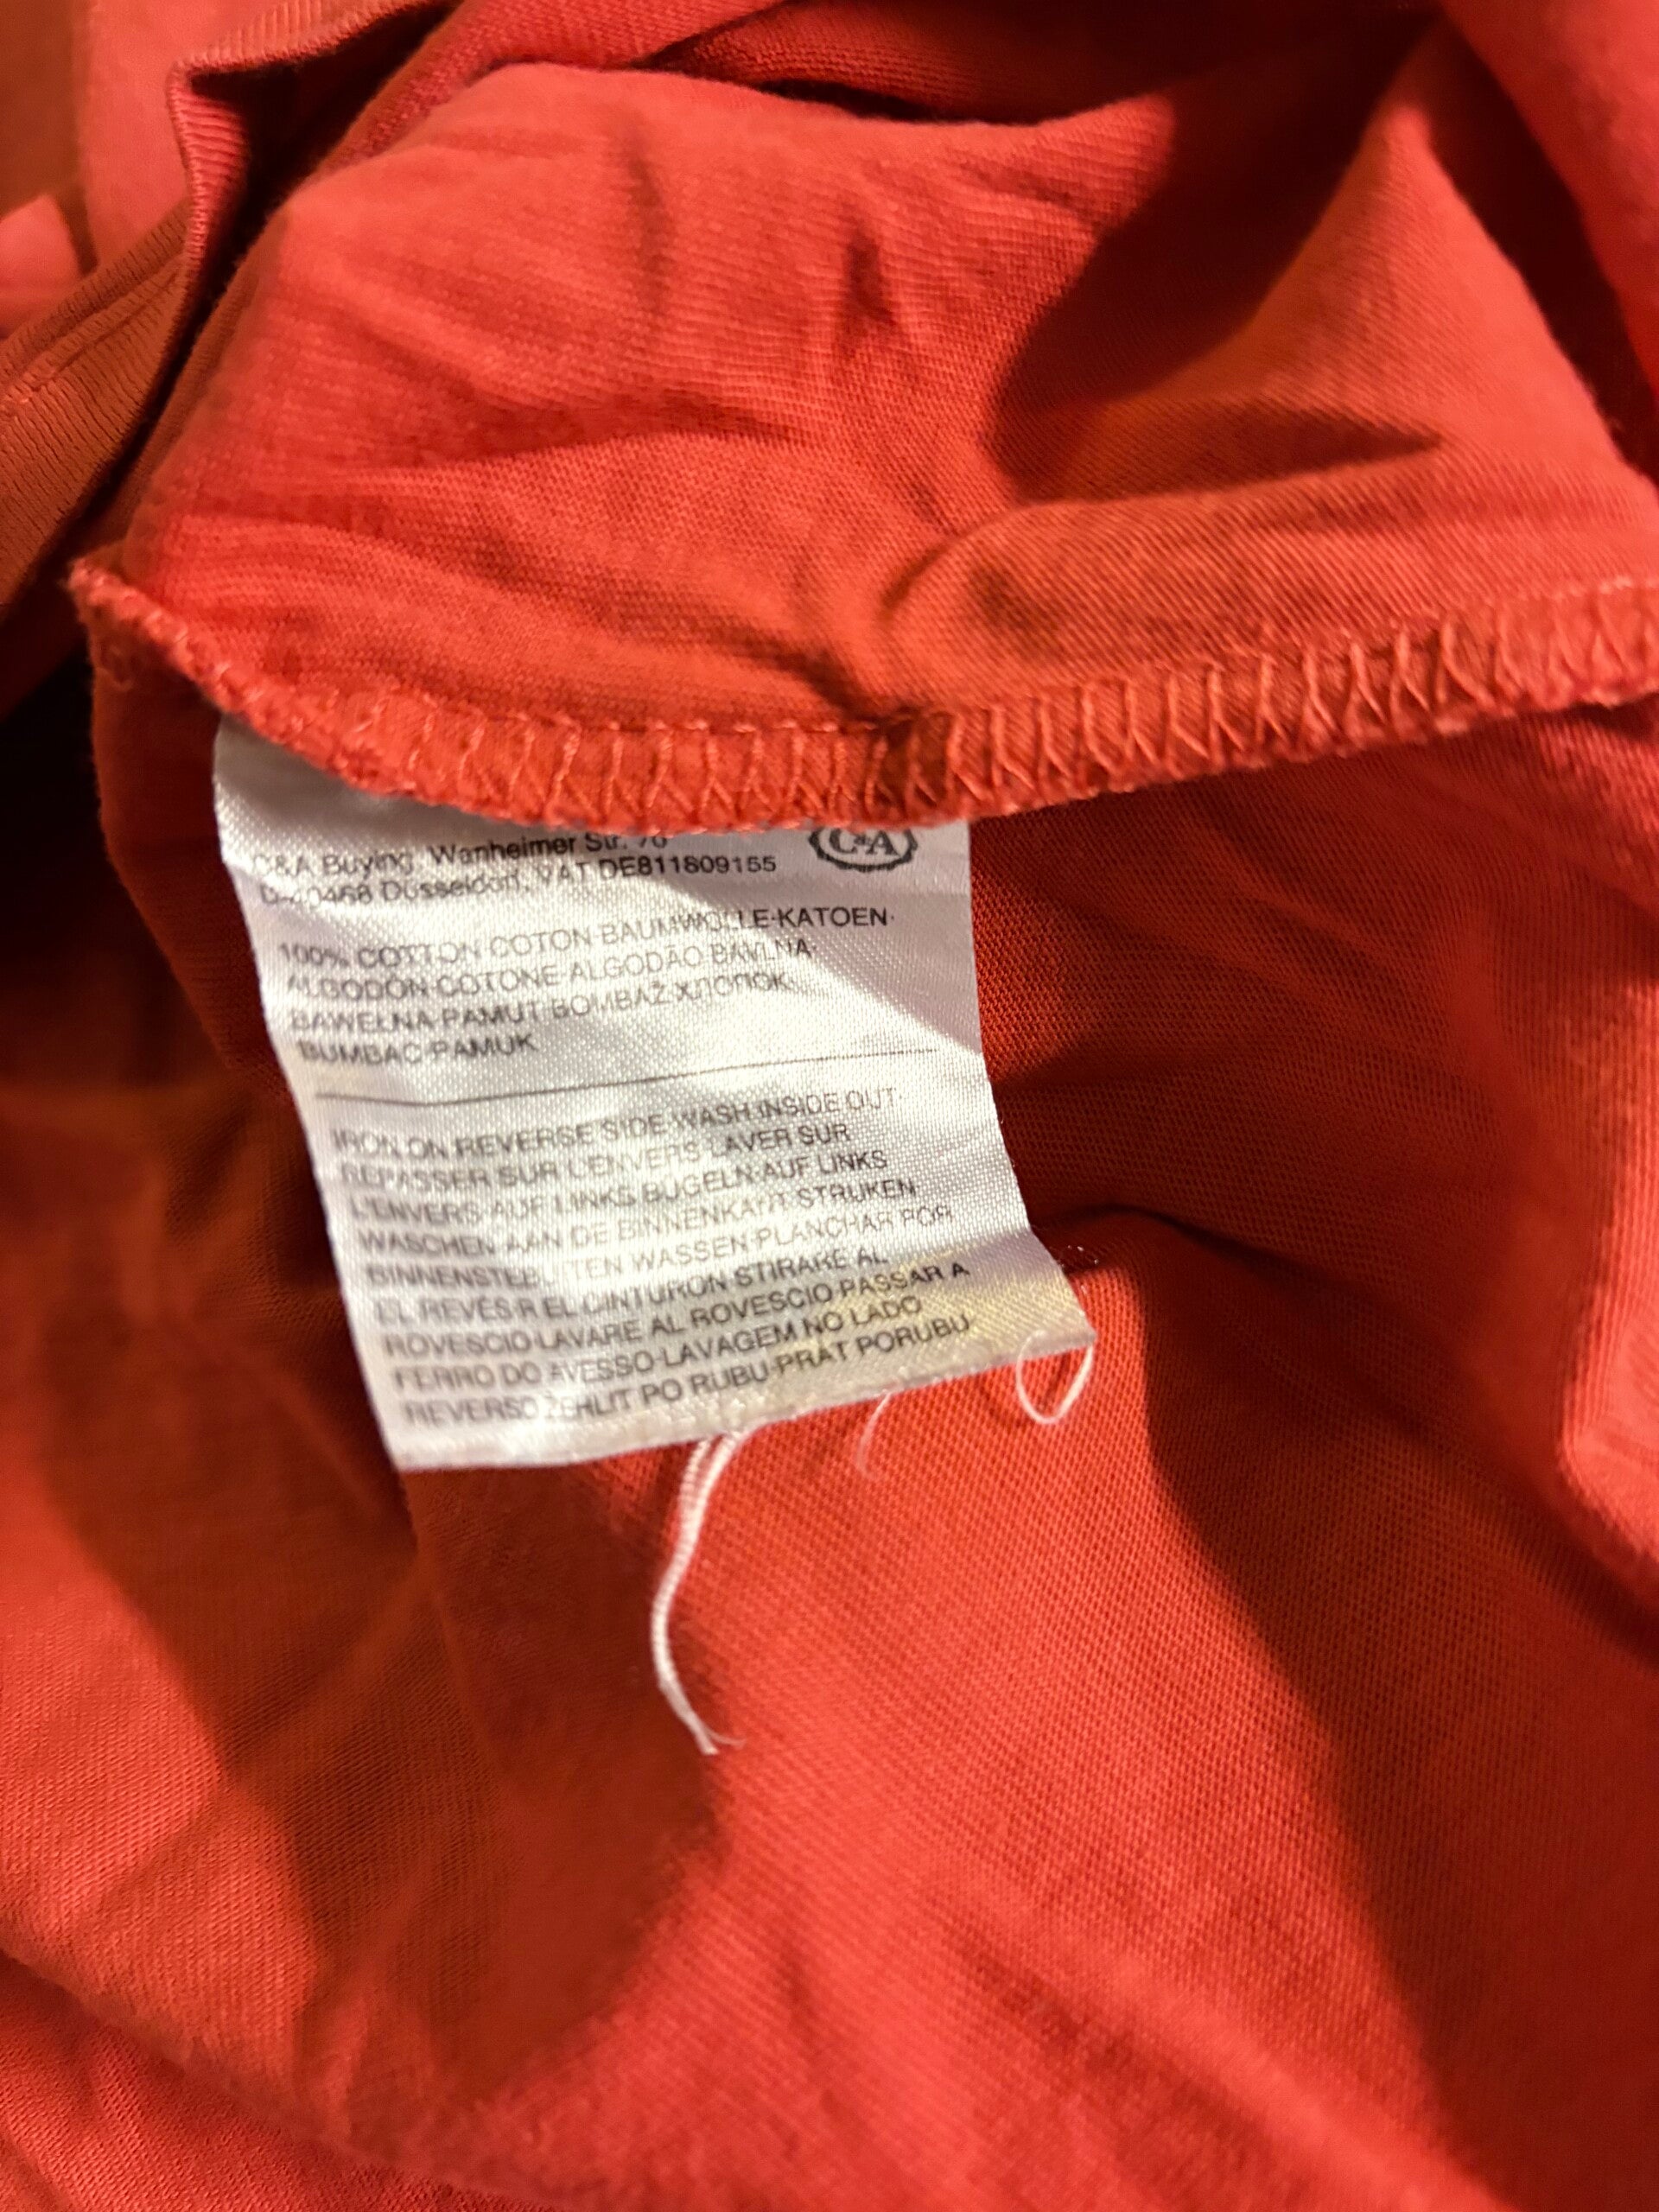 C&A Buying, Wanheimer Str. 70
D-40468 Düsseldorf, VAT DE811809155
C&A
100% COTTON·COTON·BAUMWOLLE·KATOEN·
ALGODÓN·COTONE·ALGODÃO·BAVLNA·
BAWEŁNA·PAMUT·BOMBAŽ·ХЛОПОК·
BUMBAC·PAMUK
IRON ON REVERSE SIDE·WASH INSIDE OUT·
REPASSER SUR L'ENVERS·LAVER SUR
L'ENVERS·AUF LINKS BÜGELN·AUF LINKS
WASCHEN·AAN DE BINNENKANT STRIJKEN·
BINNENSTEBUITEN WASSEN·PLANCHAR POR
EL REVÉS·R EL CINTURON·STIRARE AL
ROVESCIO·LAVARE AL ROVESCIO·PASSAR A
FERRO DO AVESSO·LAVAGEM NO LADO
REVERSO·ŽEHLIT PO RUBU·PRÁT PORUBU·